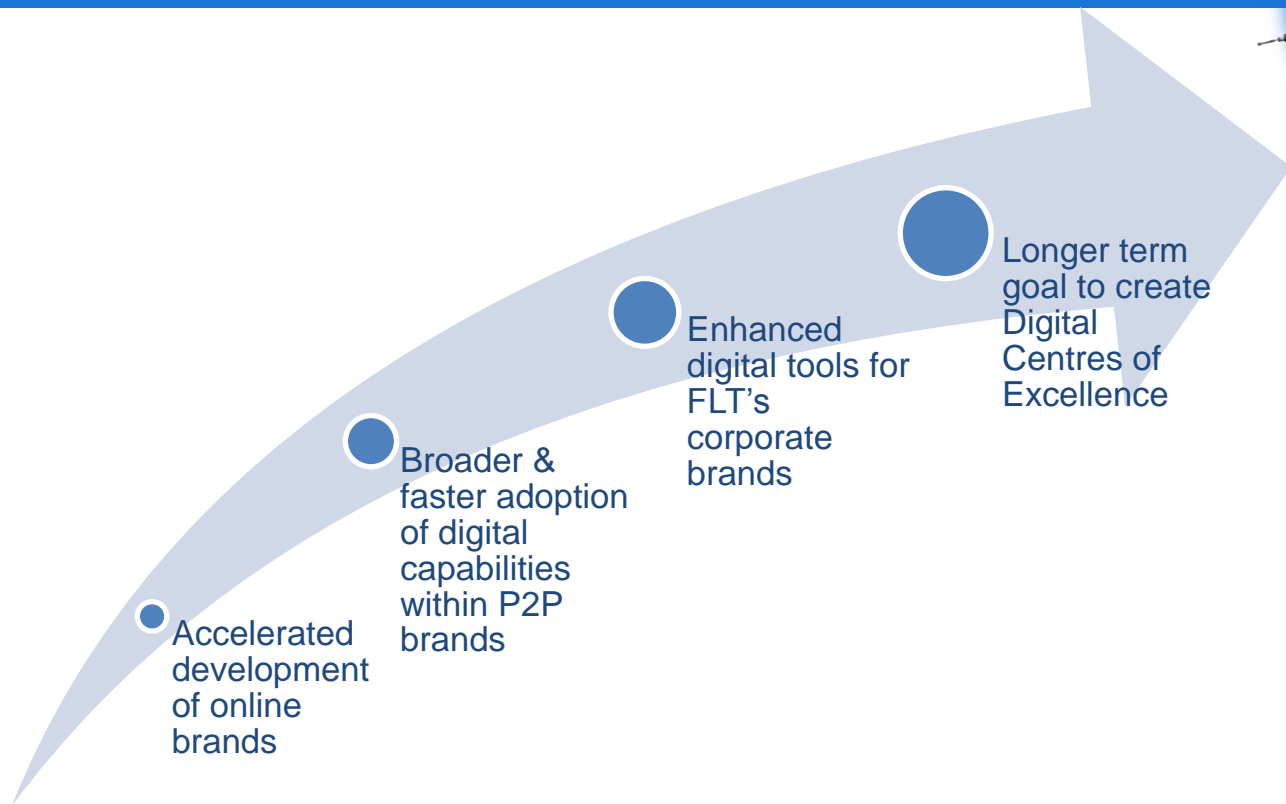 Accelerated
development
of online
brands
Broader &
faster adoption
of digital
capabilities
within P2P
brands
Enhanced
digital tools for
FLT’s
corporate
brands
Longer term
goal to create
Digital
Centres of
Excellence